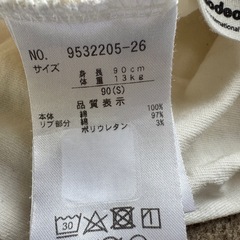 NO. 9532205-26
サイズ
身長 90cm
体重 13kg
90(S)
品質表示
本体 綿 100%
リブ部分 綿 97%
ポリウレタン 3%
30